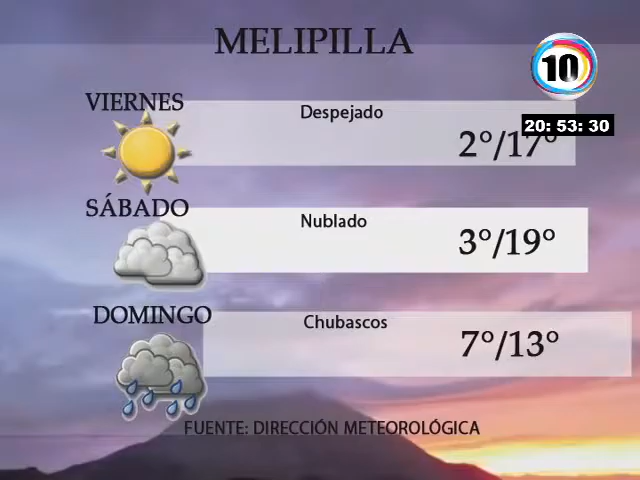 MELIPILLA
10
20: 53: 30
VIERNES
Despejado
2°/17°
SÁBADO
Nublado
3°/19°
DOMINGO
Chubascos
7°/13°
FUENTE: DIRECCIÓN METEOROLÓGICA